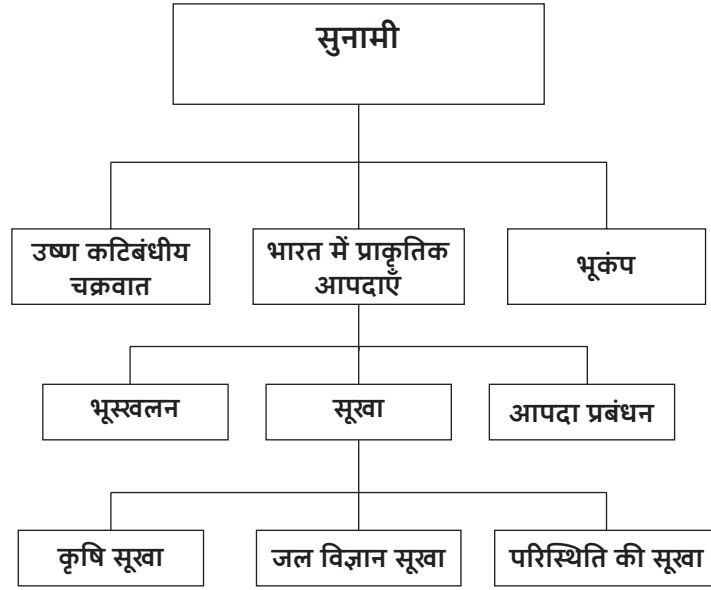 सुनामी
उष्ण कटिबंधीय
चक्रवात
भारत में प्राकृतिक
आपदाएँ
भूकंप
भूस्खलन
सूखा
आपदा प्रबंधन
कृषि सूखा
जल विज्ञान सूखा
परिस्थिति की सूखा